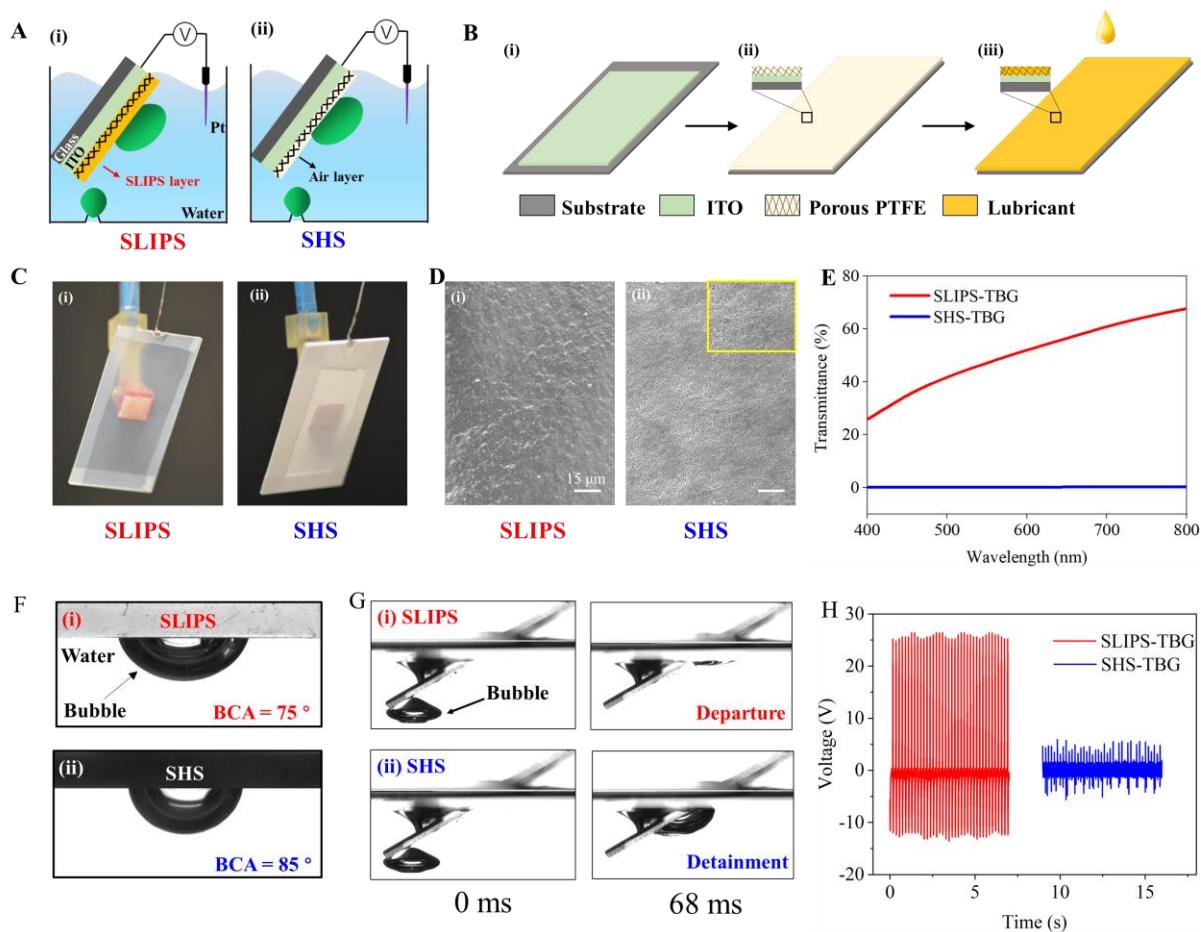 A
(i)
V
Pt
Glass
ITO
SLIPS layer
Water
SLIPS
(ii)
V
Air layer
SHS
B
(i)
(ii)
(iii)
Substrate
ITO
Porous PTFE
Lubricant
C
(i)
SLIPS
(ii)
SHS
D
(i)
15 μm
SLIPS
(ii)
SHS
E
80
60
40
20
0
Transmittance (%)
SLIPS-TBG
SHS-TBG
400
500
600
700
800
Wavelength (nm)
F
(i)
SLIPS
Water
Bubble
BCA = 75 °
(ii)
SHS
BCA = 85 °
G
(i) SLIPS
Bubble
Departure
(ii) SHS
Detainment
0 ms
68 ms
H
30
25
20
10
0
-10
-20
Voltage (V)
SLIPS-TBG
SHS-TBG
0
5
10
15
Time (s)